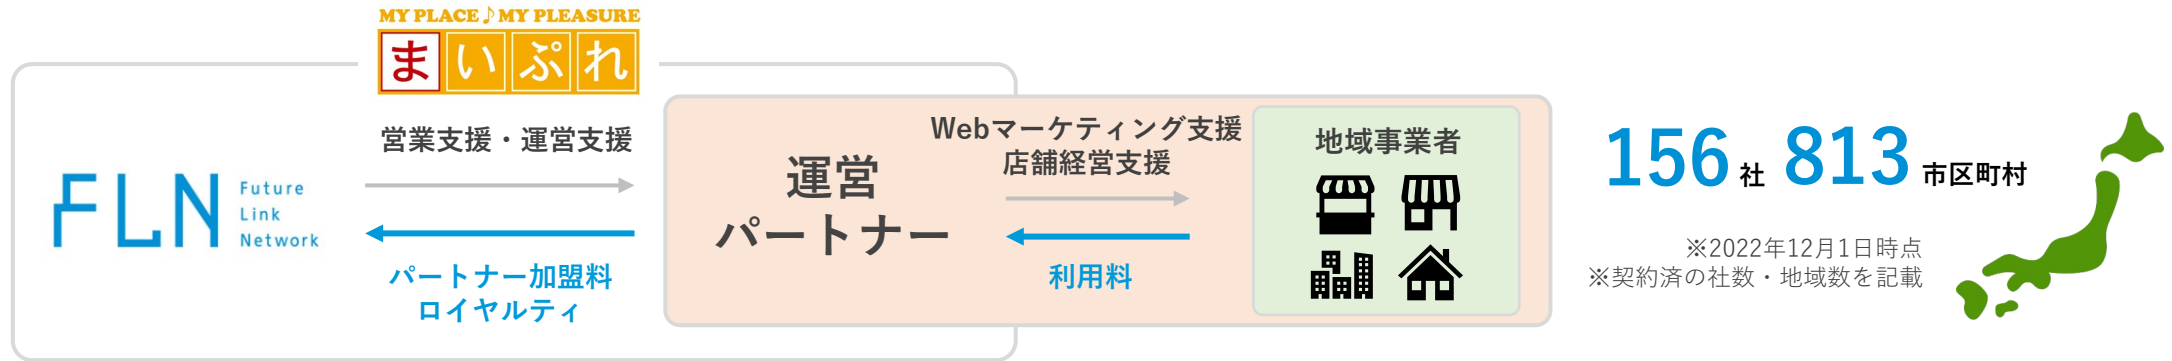 MY PLACE♪MY PLEASURE
まいぷれ
営業支援・運営支援
FLN
Future
Link
Network
パートナー加盟料
ロイヤルティ
運営
パートナー
Webマーケティング支援
店舗経営支援
利用料
地域事業者
156社 813市区町村
※2022年12月1日時点
※契約済の社数・地域数を記載